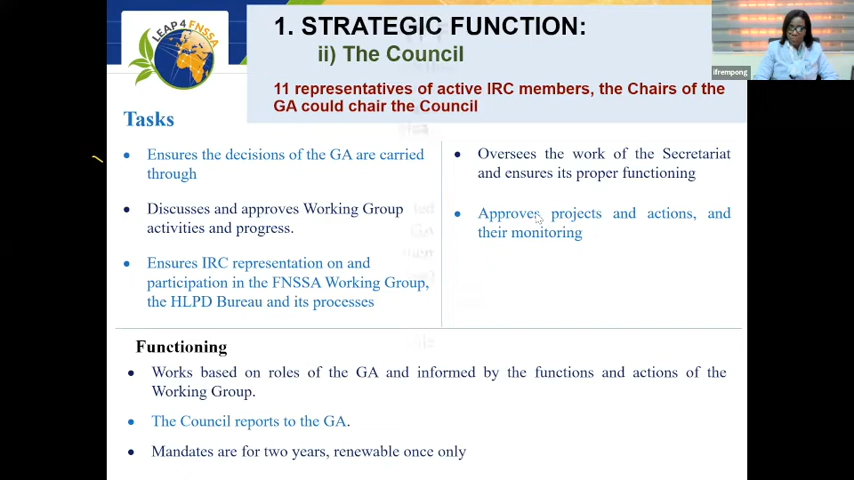 LEAP 4 FNSSA
1. STRATEGIC FUNCTION:
ii) The Council
11 representatives of active IRC members, the Chairs of the
GA could chair the Council
ifrempong
Tasks
• Ensures the decisions of the GA are carried
through
• Discusses and approves Working Group
activities and progress.
• Ensures IRC representation on and
participation in the FNSSA Working Group,
the HLPD Bureau and its processes
• Oversees the work of the Secretariat
and ensures its proper functioning
• Approves projects and actions, and
their monitoring
Functioning
• Works based on roles of the GA and informed by the functions and actions of the
Working Group.
• The Council reports to the GA.
• Mandates are for two years, renewable once only